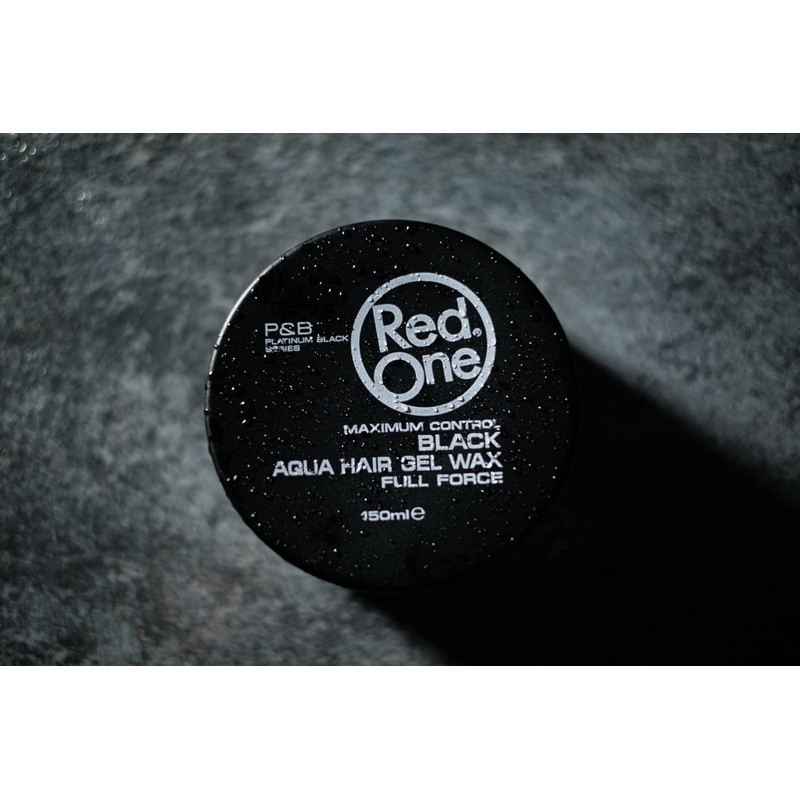 P&B
PLATINUM BLACK
SERIES
Red.
One
MAXIMUM CONTROL
BLACK
AQUA HAIR GEL WAX
FULL FORCE
150ml e